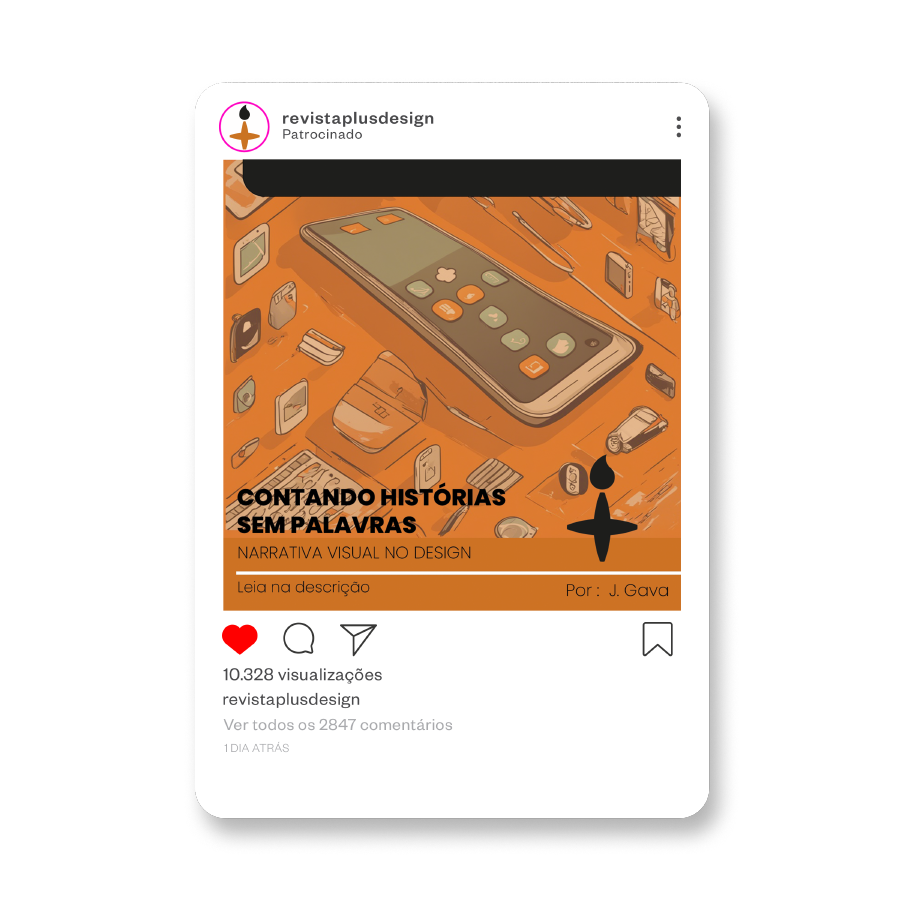 revistaplusdesign
Patrocinado
CONTANDO HISTÓRIAS
SEM PALAVRAS
NARRATIVA VISUAL NO DESIGN
Leia na descrição
Por : J. Gava
10.328 visualizações
revistaplusdesign
Ver todos os 2847 comentários
1 DIA ATRÁS